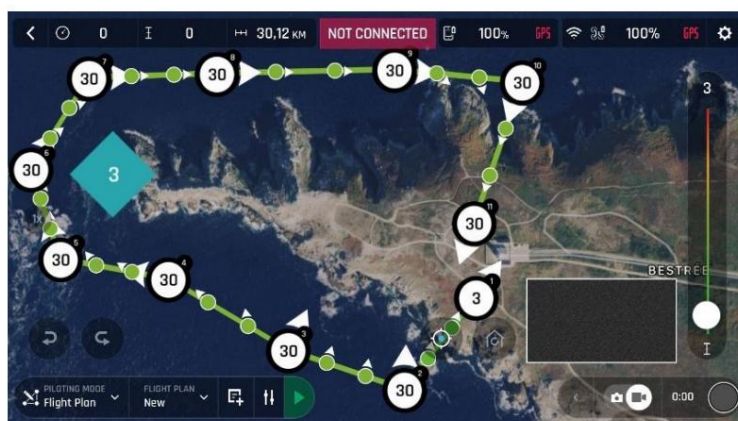 0 0 30,12 КМ NOT CONNECTED 100% GPS 100% GPS
7 8 9 10
30 30 30 30
3
6
30
3
1X
11
30
5 4
30 30
BESTREE
1
3
3
30
2
30
PILOTING MODE FLIGHT PLAN
Flight Plan New
0:00